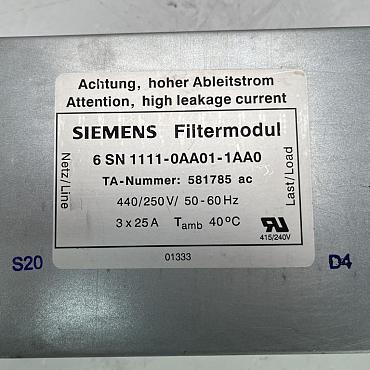 Achtung, hoher Ableitstrom
Attention, high leakage current
SIEMENS Filtermodul
6 SN 1111-0AA01-1AA0
TA-Nummer: 581785 ac
440/250V/ 50-60Hz
3 x 25A Tamb 40°C
415/240V
Netz/Line
Last/Load
01333
S20
D4